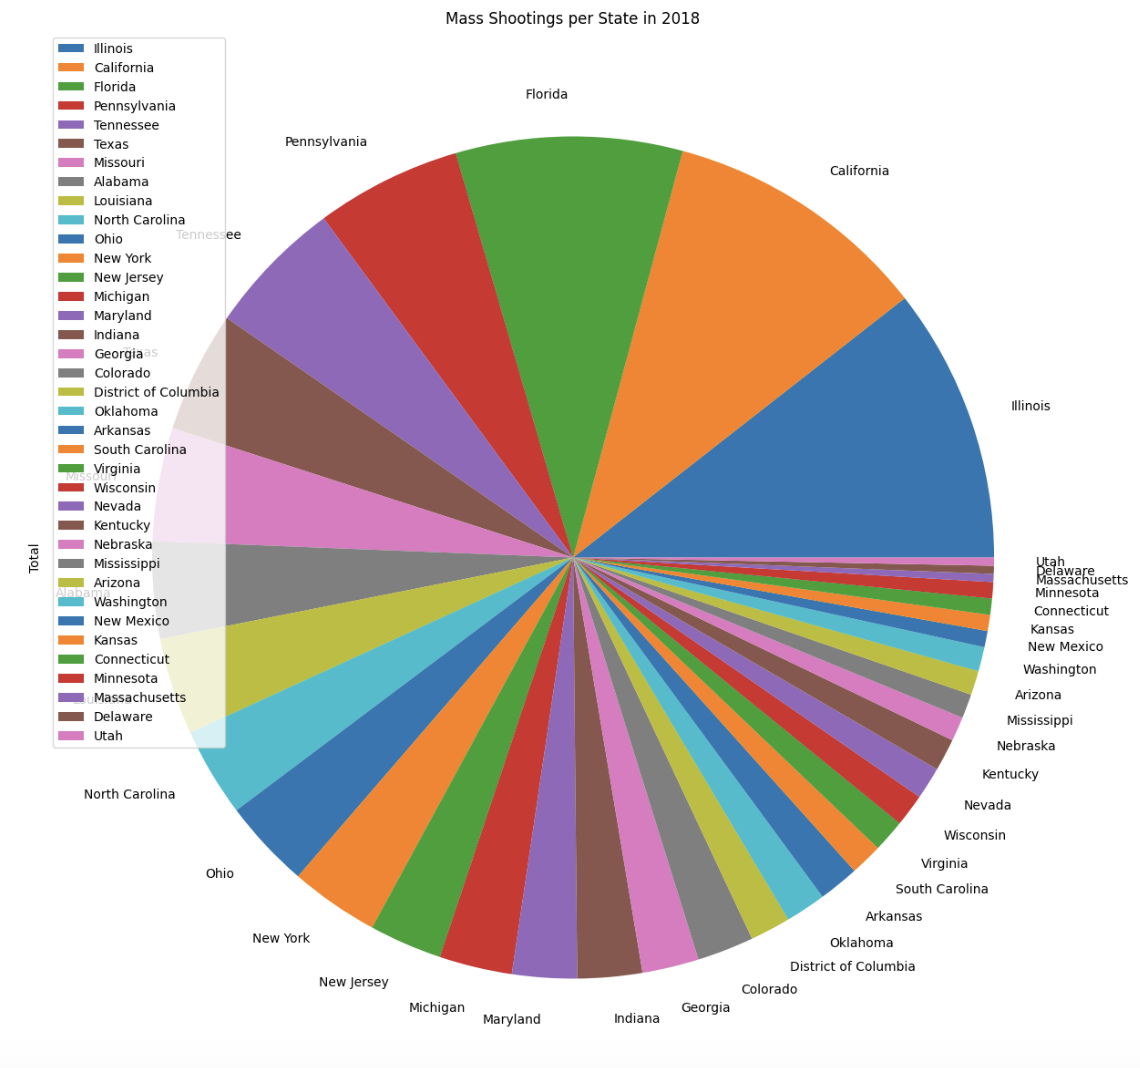 Mass Shootings per State in 2018
Illinois
California
Florida
Pennsylvania
Tennessee
Texas
Missouri
Alabama
Louisiana
North Carolina
Ohio
New York
New Jersey
Michigan
Maryland
Indiana
Georgia
Colorado
District of Columbia
Oklahoma
Arkansas
South Carolina
Virginia
Wisconsin
Nevada
Kentucky
Nebraska
Mississippi
Arizona
Washington
New Mexico
Kansas
Connecticut
Minnesota
Massachusetts
Delaware
Utah
Total
Florida
Pennsylvania
California
Tennessee
Texas
Illinois
Missouri
Alabama
Louisiana
North Carolina
Ohio
New York
New Jersey
Michigan
Maryland
Indiana
Georgia
Colorado
District of Columbia
Oklahoma
Arkansas
South Carolina
Virginia
Wisconsin
Nevada
Kentucky
Nebraska
Mississippi
Arizona
Washington
New Mexico
Kansas
Connecticut
Minnesota
Massachusetts
Delaware
Utah